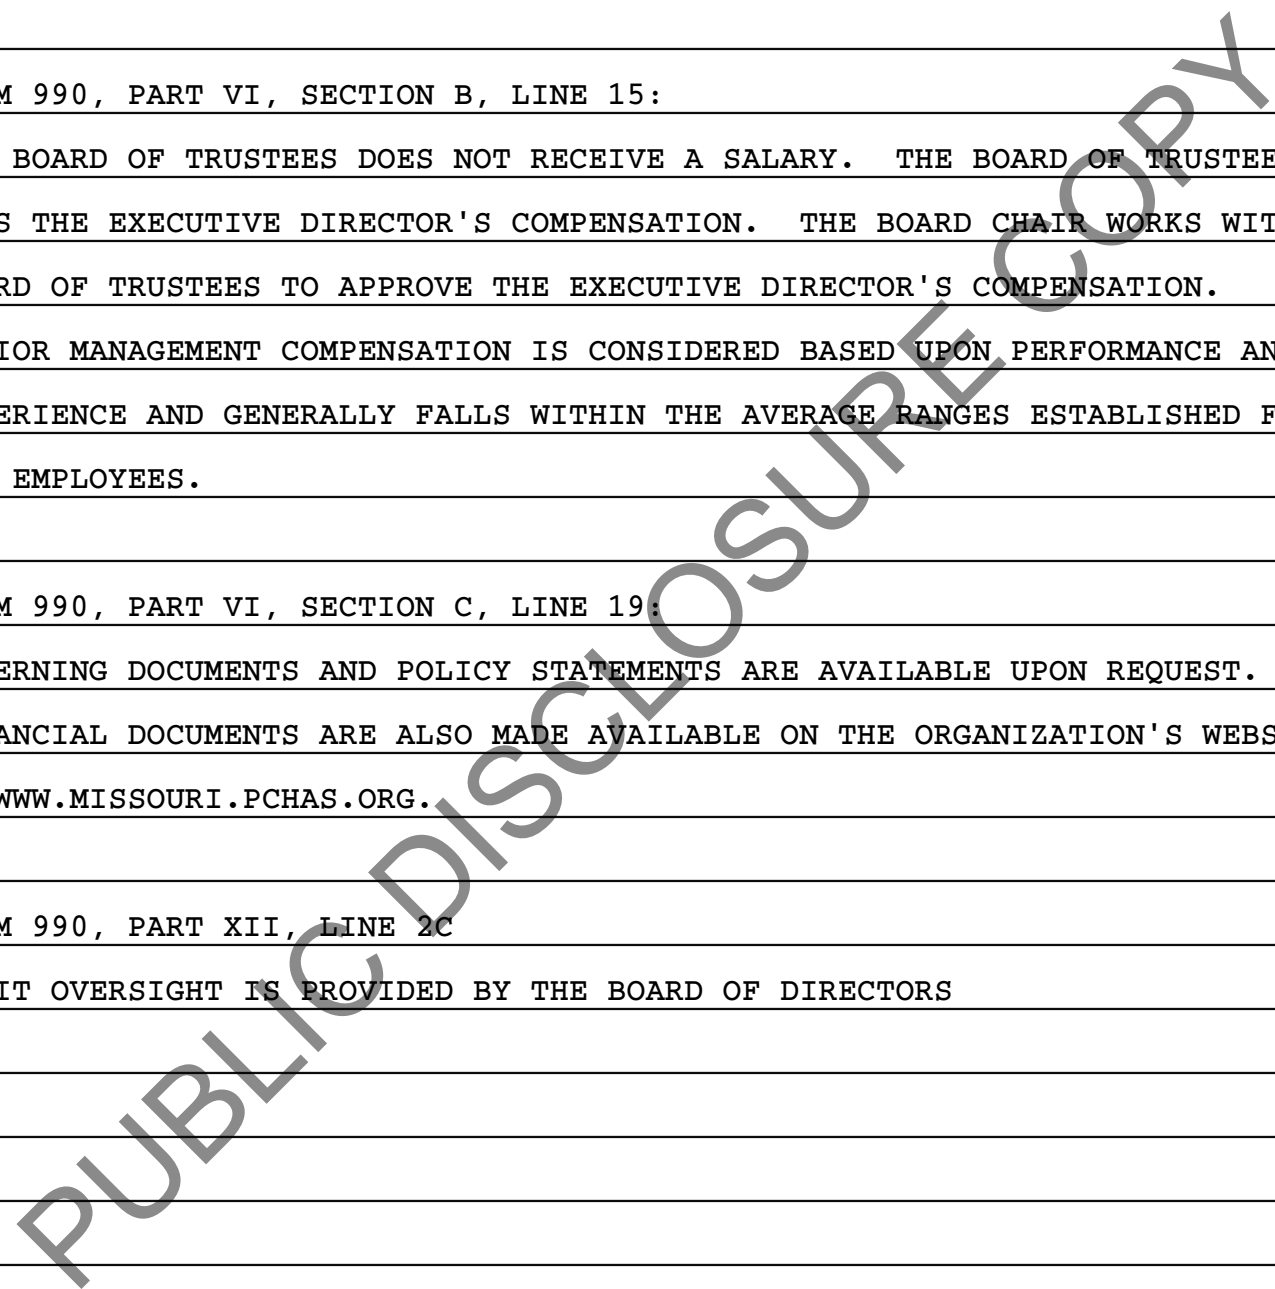 M 990, PART VI, SECTION B, LINE 15:
BOARD OF TRUSTEES DOES NOT RECEIVE A SALARY. THE BOARD OF TRUSTEE
S THE EXECUTIVE DIRECTOR'S COMPENSATION. THE BOARD CHAIR WORKS WIT
RD OF TRUSTEES TO APPROVE THE EXECUTIVE DIRECTOR'S COMPENSATION.
IOR MANAGEMENT COMPENSATION IS CONSIDERED BASED UPON PERFORMANCE AN
ERIENCE AND GENERALLY FALLS WITHIN THE AVERAGE RANGES ESTABLISHED F
EMPLOYEES.
M 990, PART VI, SECTION C, LINE 19:
ERNING DOCUMENTS AND POLICY STATEMENTS ARE AVAILABLE UPON REQUEST.
ANCIAL DOCUMENTS ARE ALSO MADE AVAILABLE ON THE ORGANIZATION'S WEBS
WWW.MISSOURI.PCHAS.ORG.
M 990, PART XII, LINE 2C
IT OVERSIGHT IS PROVIDED BY THE BOARD OF DIRECTORS
PUBLIC DISCLOSURE COPY